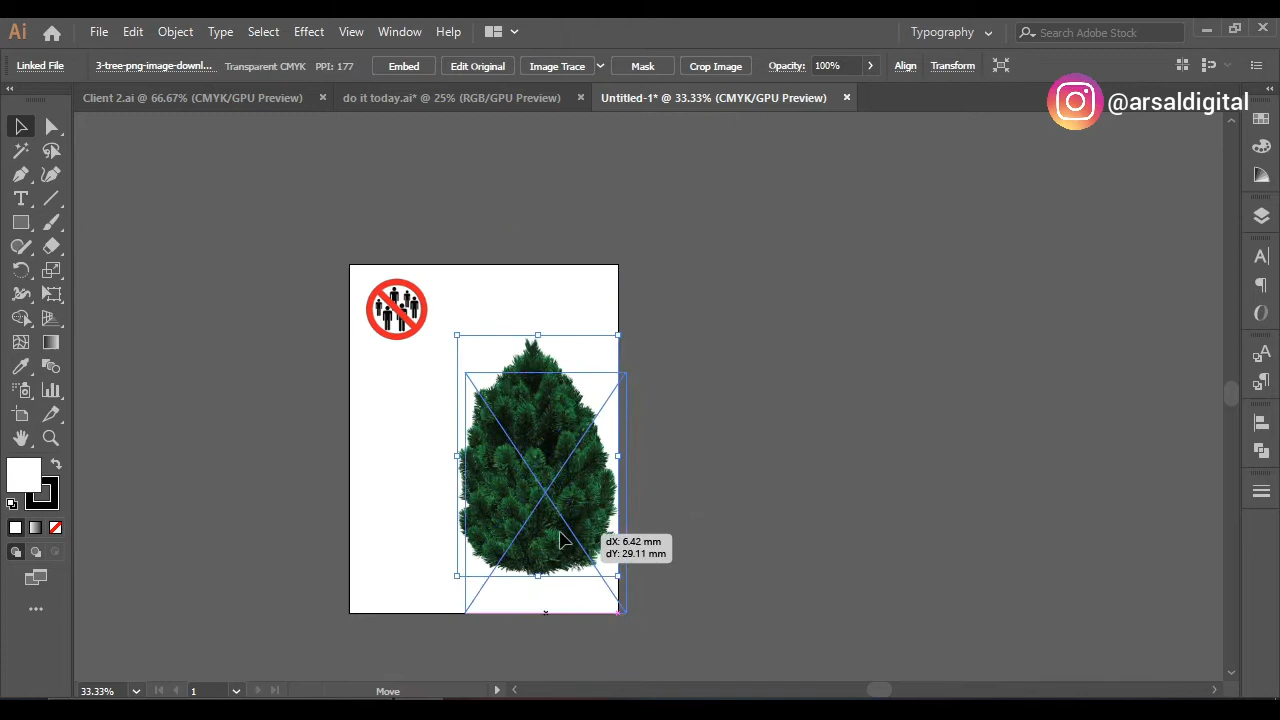 Ai File Edit Object Type Select Effect View Window Help Typography Search Adobe Stock
Linked File 3-tree-png-image-downl... Transparent CMYK PPI: 177 Embed Edit Original Image Trace Mask Crop Image Opacity: 100% Align Transform
Client 2.ai @ 66.67% (CMYK/GPU Preview) do it today.ai* @ 25% (RGB/GPU Preview) Untitled-1* @ 33.33% (CMYK/GPU Preview)
@arsaldigital
dX: 6.42 mm
dY: 29.11 mm
33.33% 1 Move